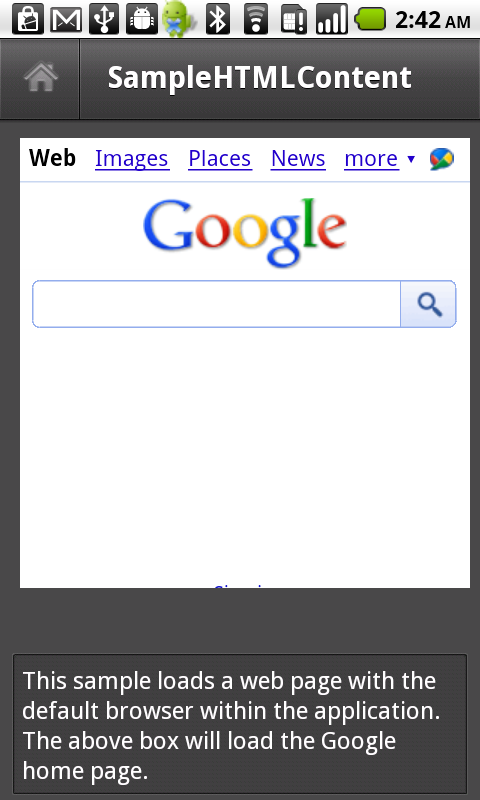 2:42 AM
SampleHTMLContent
Web Images Places News more ▼
Google
This sample loads a web page with the
default browser within the application.
The above box will load the Google
home page.